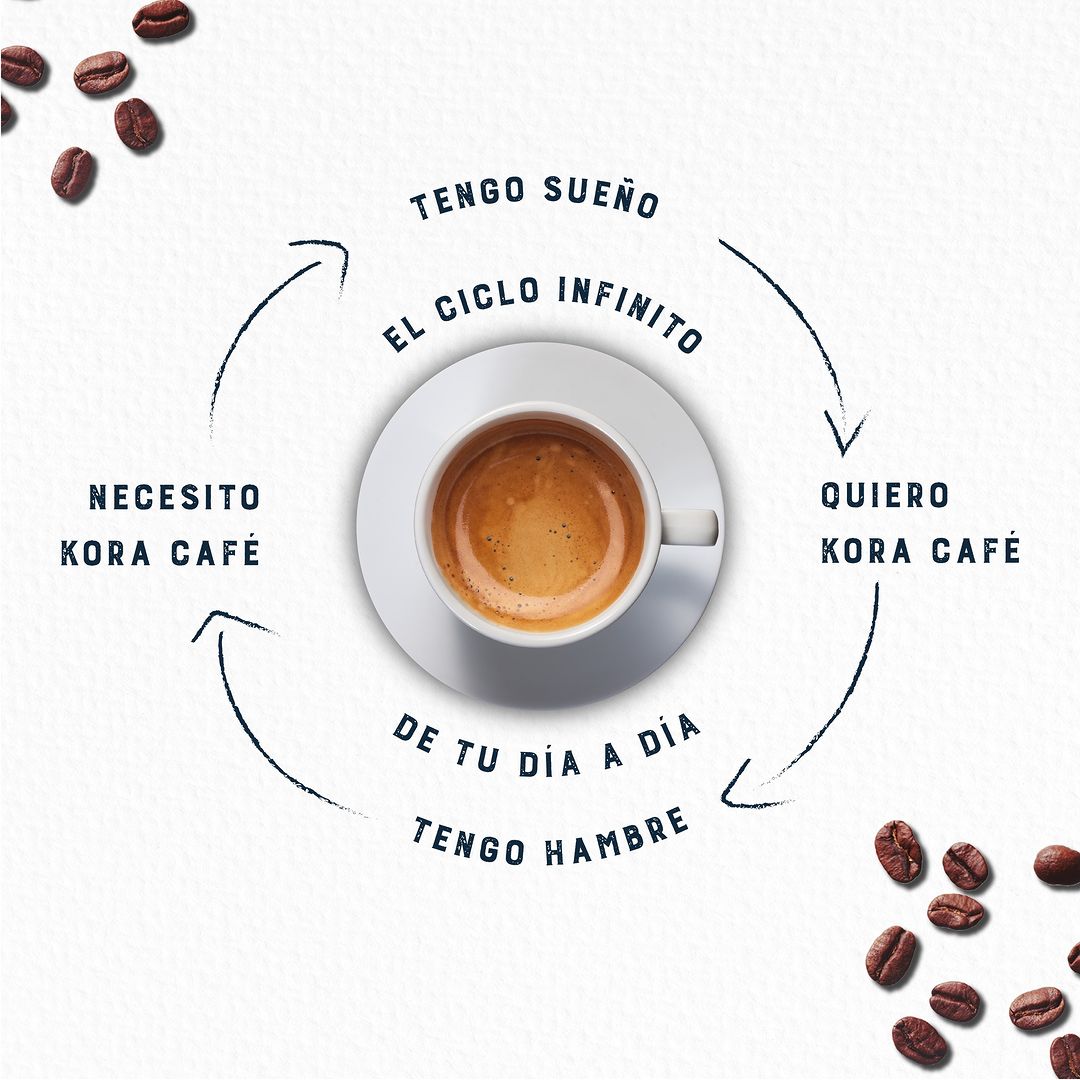 TENGO SUEÑO
EL CICLO INFINITO
NECESITO
KORA CAFÉ
QUIERO
KORA CAFÉ
DE TU DÍA A DÍA
TENGO HAMBRE